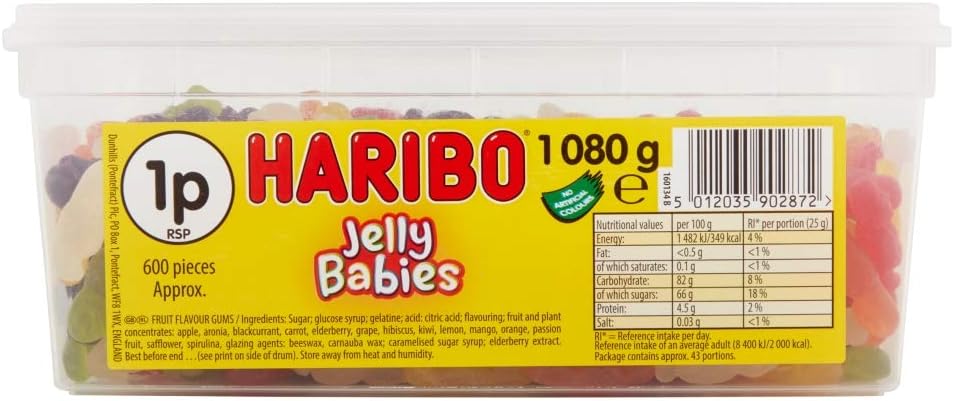 1p
RSP
600 pieces
Approx.
HARIBO
Jelly
Babies
1 080 g
e
NO
ARTIFICIAL
COLOURS
160134 B
5 012035 902872 >
Nutritional values per 100 g RI* per portion (25 g)
Energy: 1 482 kJ/349 kcal 4 %
Fat: <0.5 g <1 %
of which saturates: 0.1 g <1 %
Carbohydrate: 82 g 8 %
of which sugars: 66 g 18 %
Protein: 4.5 g 2 %
Salt: 0.03 g <1 %
RI* = Reference intake per day.
Reference intake of an average adult (8 400 kJ/2 000 kcal).
Package contains approx. 43 portions.
FRUIT FLAVOUR GUMS / Ingredients: Sugar; glucose syrup; gelatine; acid: citric acid; flavouring; fruit and plant
concentrates: apple, aronia, blackcurrant, carrot, elderberry, grape, hibiscus, kiwi, lemon, mango, orange, passion
fruit, safflower, spirulina, glazing agents: beeswax, carnauba wax; caramelised sugar syrup; elderberry extract.
Best before end ... (see print on side of drum). Store away from heat and humidity.
Dunhills (Pontefract) Plc, PO Box 1, Pontefract, WF8 1WX, ENGLAND